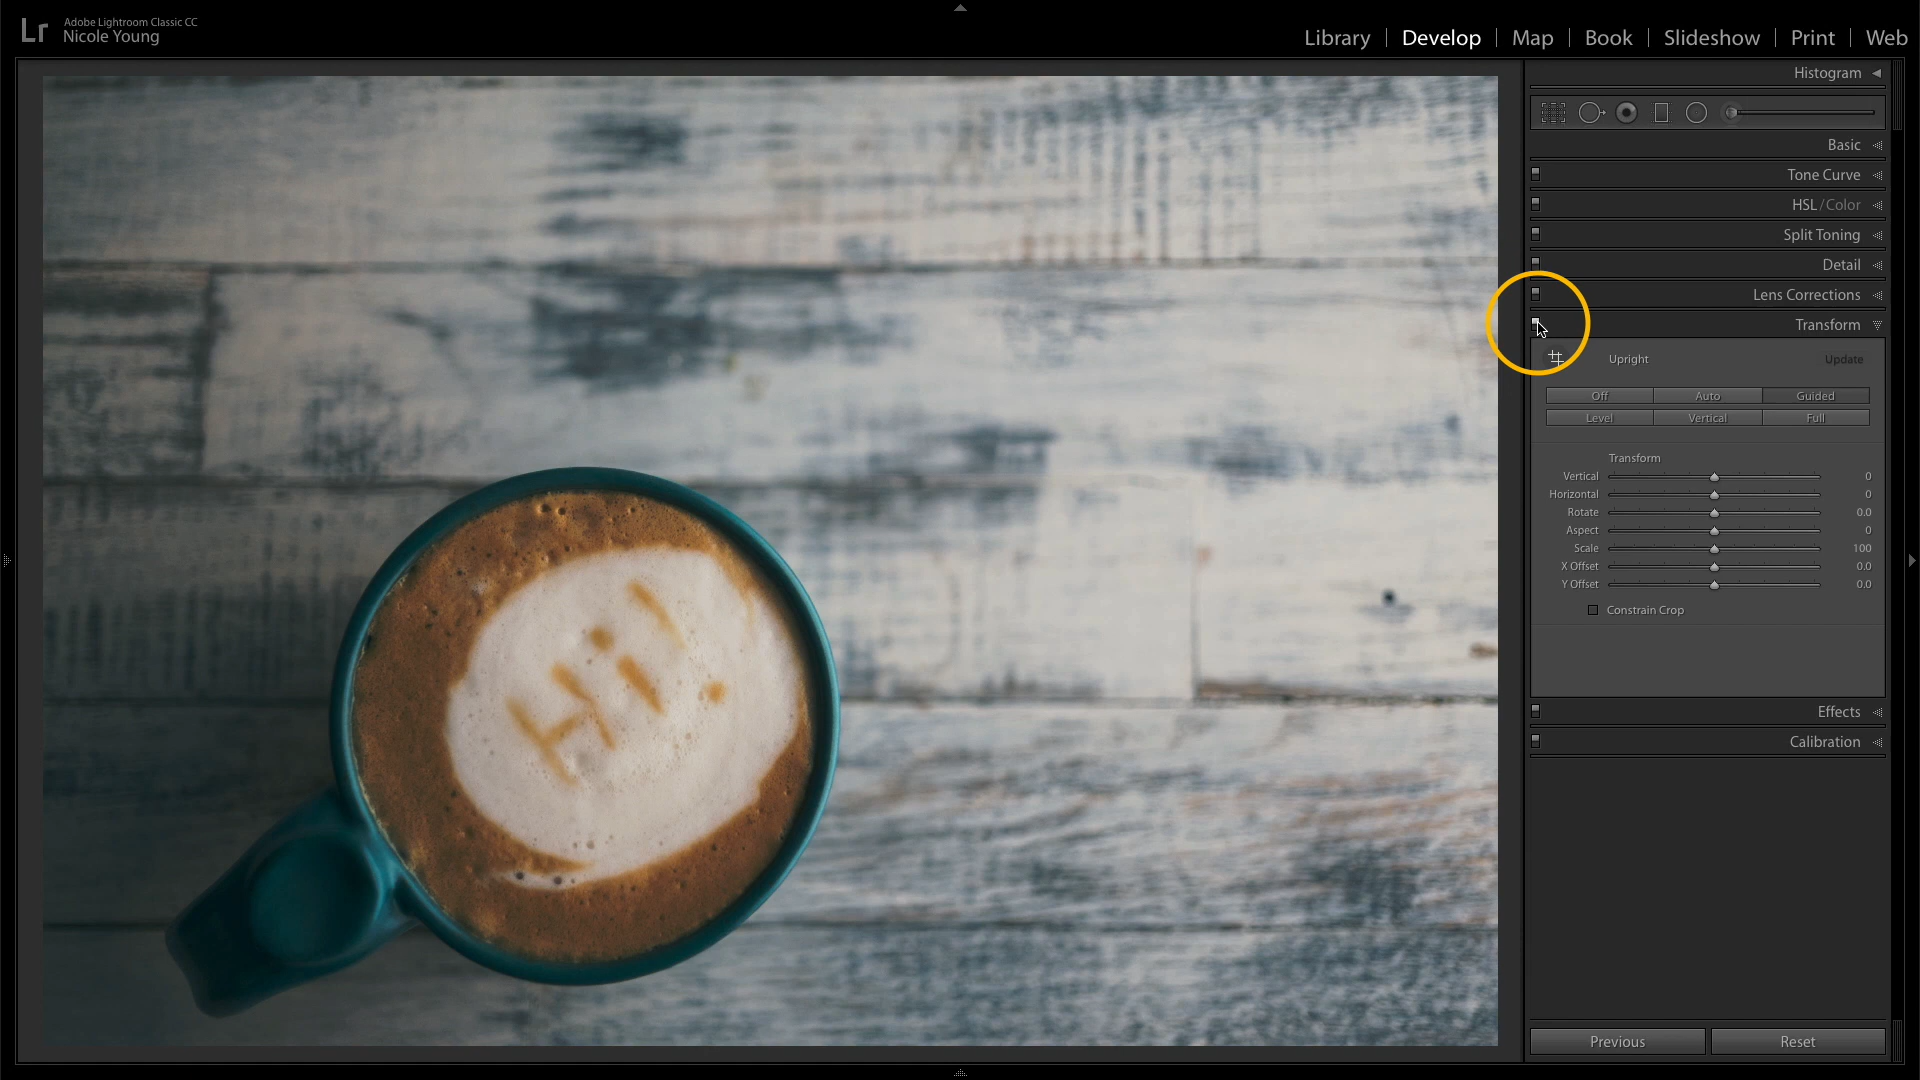 Lr
Adobe Lightroom Classic CC
Nicole Young
Library | Develop | Map | Book | Slideshow | Print | Web
Histogram
Basic
Tone Curve
HSL / Color
Split Toning
Detail
Lens Corrections
Transform
Upright Update
Off Auto Guided
Level Vertical Full
Transform
Vertical 0
Horizontal 0
Rotate 0.0
Aspect 0
Scale 100
X Offset 0.0
Y Offset 0.0
Constrain Crop
Hi!
Effects
Calibration
Previous Reset